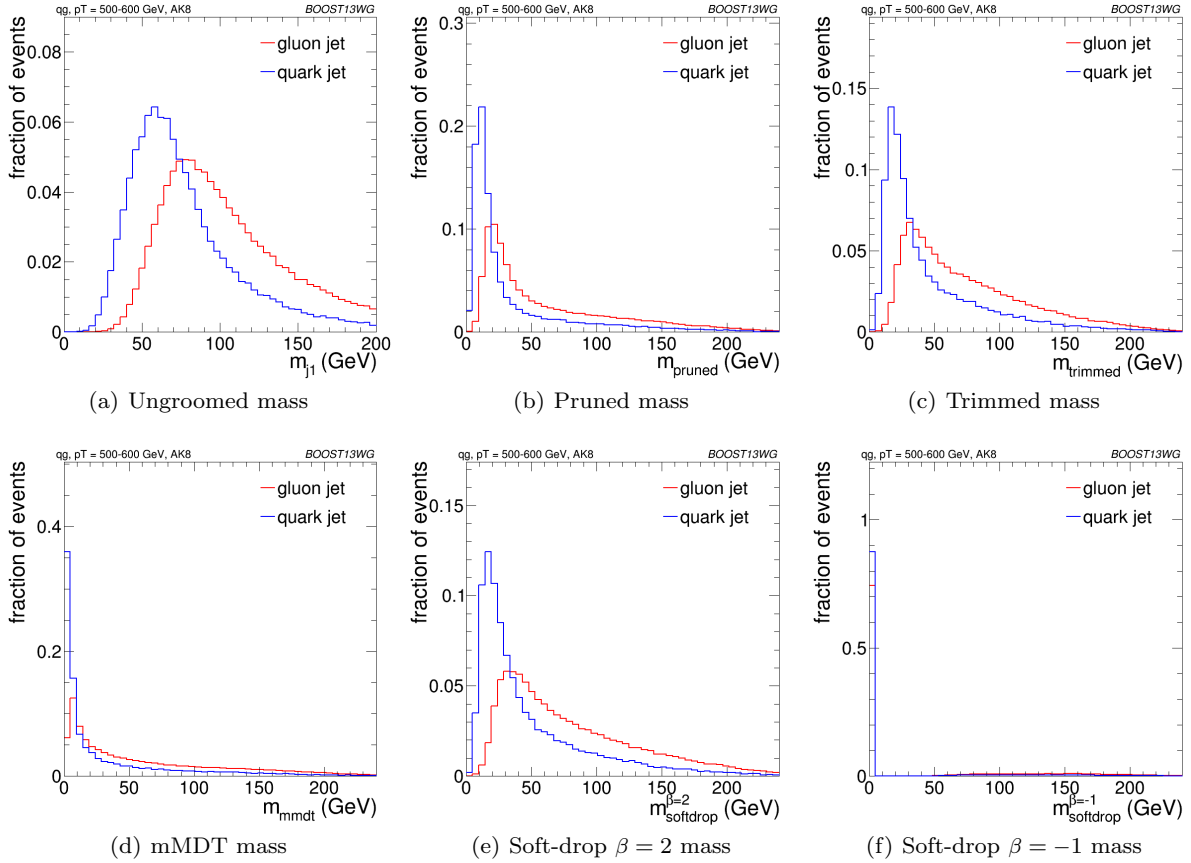 qg, pT = 500-600 GeV, AK8 BOOST13WG
fraction of events
gluon jet
quark jet
0.08
0.06
0.04
0.02
0
0 50 100 150 200
m_j1 (GeV)
(a) Ungroomed mass
qg, pT = 500-600 GeV, AK8 BOOST13WG
fraction of events
gluon jet
quark jet
0.3
0.2
0.1
0
0 50 100 150 200
m_pruned (GeV)
(b) Pruned mass
qg, pT = 500-600 GeV, AK8 BOOST13WG
fraction of events
gluon jet
quark jet
0.15
0.1
0.05
0
0 50 100 150 200
m_trimmed (GeV)
(c) Trimmed mass
qg, pT = 500-600 GeV, AK8 BOOST13WG
fraction of events
gluon jet
quark jet
0.4
0.2
0
0 50 100 150 200
m_mmdt (GeV)
(d) mMDT mass
qg, pT = 500-600 GeV, AK8 BOOST13WG
fraction of events
gluon jet
quark jet
0.15
0.1
0.05
0
0 50 100 150 200
m_softdrop^β=2 (GeV)
(e) Soft-drop β = 2 mass
qg, pT = 500-600 GeV, AK8 BOOST13WG
fraction of events
gluon jet
quark jet
1
0.5
0
0 50 100 150 200
m_softdrop^β=-1 (GeV)
(f) Soft-drop β = −1 mass